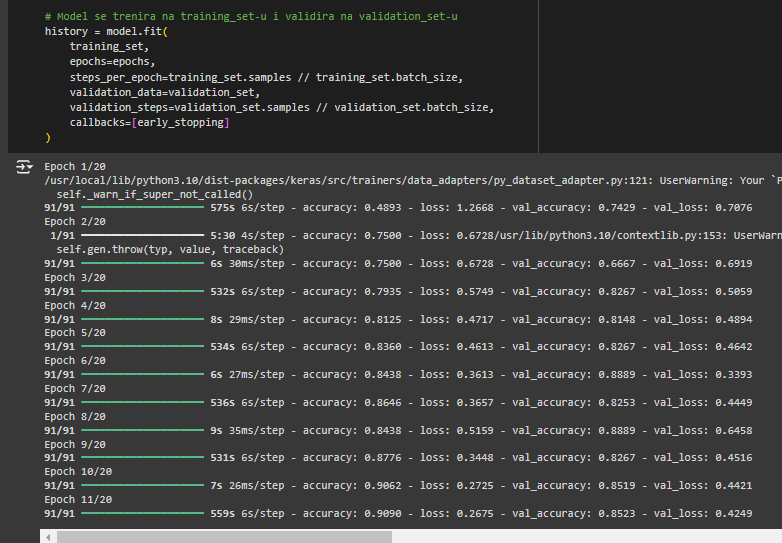 # Model se trenira na training_set-u i validira na validation_set-u
history = model.fit(
training_set,
epochs=epochs,
steps_per_epoch=training_set.samples // training_set.batch_size,
validation_data=validation_set,
validation_steps=validation_set.samples // validation_set.batch_size,
callbacks=[early_stopping]
)
Epoch 1/20
/usr/local/lib/python3.10/dist-packages/keras/src/trainers/data_adapters/py_dataset_adapter.py:121: UserWarning: Your `P
self._warn_if_super_not_called()
91/91 575s 6s/step - accuracy: 0.4893 - loss: 1.2668 - val_accuracy: 0.7429 - val_loss: 0.7076
Epoch 2/20
1/91 5:30 4s/step - accuracy: 0.7500 - loss: 0.6728/usr/lib/python3.10/contextlib.py:153: UserWarn
self.gen.throw(typ, value, traceback)
91/91 6s 30ms/step - accuracy: 0.7500 - loss: 0.6728 - val_accuracy: 0.6667 - val_loss: 0.6919
Epoch 3/20
91/91 532s 6s/step - accuracy: 0.7935 - loss: 0.5749 - val_accuracy: 0.8267 - val_loss: 0.5059
Epoch 4/20
91/91 8s 29ms/step - accuracy: 0.8125 - loss: 0.4717 - val_accuracy: 0.8148 - val_loss: 0.4894
Epoch 5/20
91/91 534s 6s/step - accuracy: 0.8360 - loss: 0.4613 - val_accuracy: 0.8267 - val_loss: 0.4642
Epoch 6/20
91/91 6s 27ms/step - accuracy: 0.8438 - loss: 0.3613 - val_accuracy: 0.8889 - val_loss: 0.3393
Epoch 7/20
91/91 536s 6s/step - accuracy: 0.8646 - loss: 0.3657 - val_accuracy: 0.8253 - val_loss: 0.4449
Epoch 8/20
91/91 9s 35ms/step - accuracy: 0.8438 - loss: 0.5159 - val_accuracy: 0.8889 - val_loss: 0.6458
Epoch 9/20
91/91 531s 6s/step - accuracy: 0.8776 - loss: 0.3448 - val_accuracy: 0.8267 - val_loss: 0.4516
Epoch 10/20
91/91 7s 26ms/step - accuracy: 0.9062 - loss: 0.2725 - val_accuracy: 0.8519 - val_loss: 0.4421
Epoch 11/20
91/91 559s 6s/step - accuracy: 0.9090 - loss: 0.2675 - val_accuracy: 0.8523 - val_loss: 0.4249